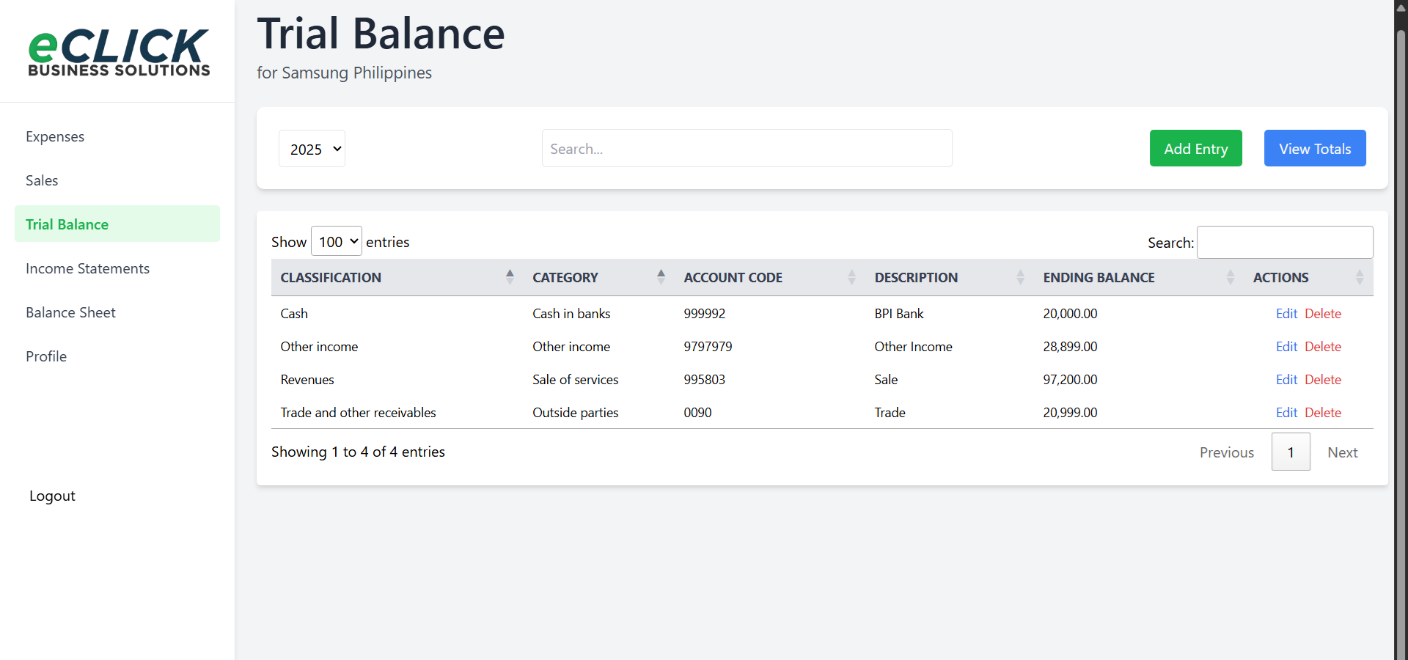 eCLICK
BUSINESS SOLUTIONS
Expenses
Sales
Trial Balance
Income Statements
Balance Sheet
Profile
Logout
Trial Balance
for Samsung Philippines
2025 Search... Add Entry View Totals
Show 100 entries Search:
CLASSIFICATION CATEGORY ACCOUNT CODE DESCRIPTION ENDING BALANCE ACTIONS
Cash Cash in banks 999992 BPI Bank 20,000.00 Edit Delete
Other income Other income 9797979 Other Income 28,899.00 Edit Delete
Revenues Sale of services 995803 Sale 97,200.00 Edit Delete
Trade and other receivables Outside parties 0090 Trade 20,999.00 Edit Delete
Showing 1 to 4 of 4 entries Previous 1 Next